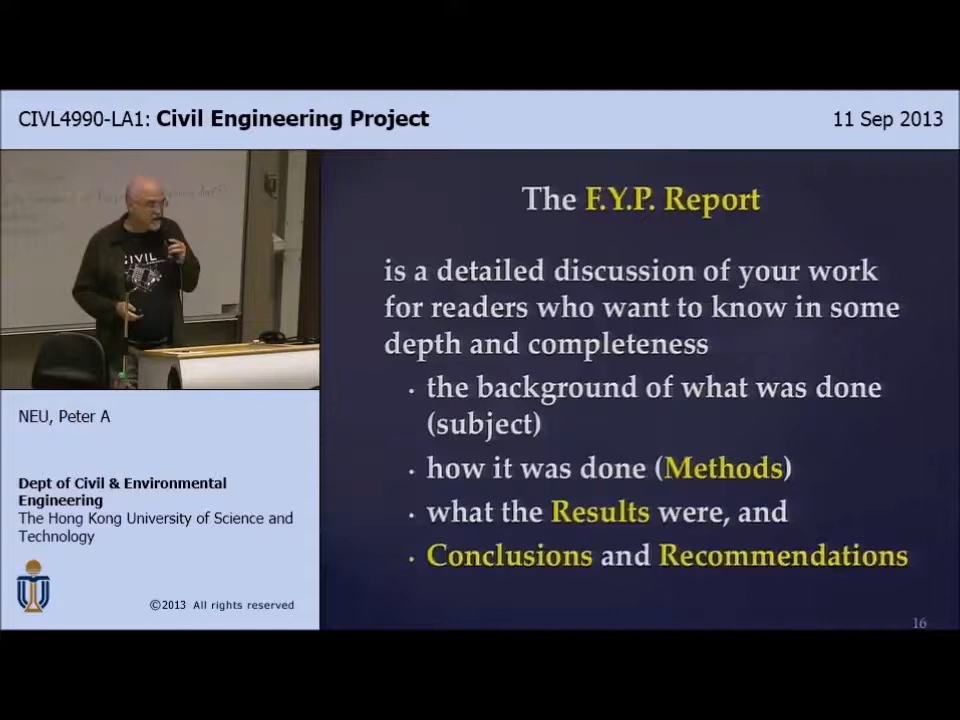 CIVL4990-LA1: Civil Engineering Project
11 Sep 2013
CIVIL
The F.Y.P. Report
is a detailed discussion of your work
for readers who want to know in some
depth and completeness
· the background of what was done
(subject)
· how it was done (Methods)
· what the Results were, and
· Conclusions and Recommendations
16
NEU, Peter A
Dept of Civil & Environmental
Engineering
The Hong Kong University of Science and
Technology
©2013 All rights reserved